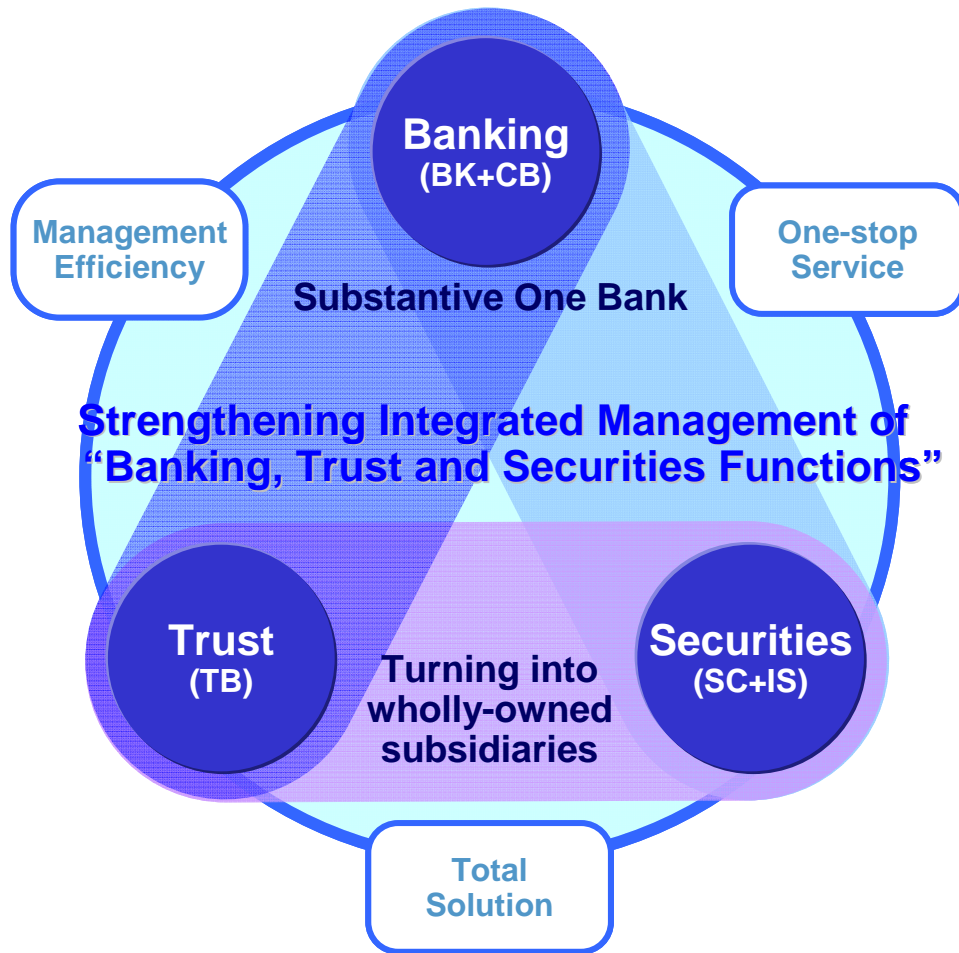 Banking
(BK+CB)
Management
Efficiency
One-stop
Service
Substantive One Bank
Strengthening Integrated Management of
“Banking, Trust and Securities Functions”
Trust
(TB)
Turning into
wholly-owned
subsidiaries
Securities
(SC+IS)
Total
Solution